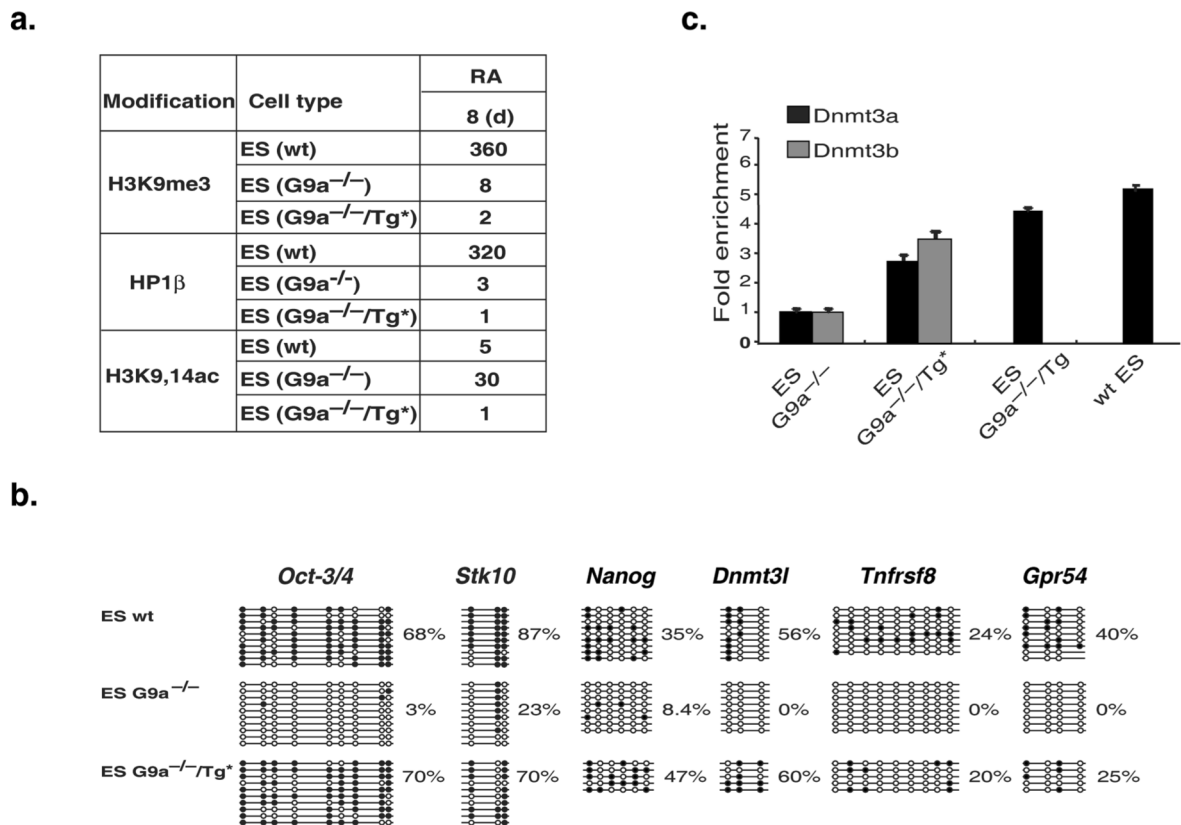 a.
Modification Cell type RA
8 (d)
H3K9me3
ES (wt) 360
ES (G9a–/–) 8
ES (G9a–/–/Tg*) 2
HP1β
ES (wt) 320
ES (G9a-/-) 3
ES (G9a–/–/Tg*) 1
H3K9,14ac
ES (wt) 5
ES (G9a–/–) 30
ES (G9a–/–/Tg*) 1
c.
Dnmt3a
Dnmt3b
Fold enrichment
7
6
5
4
3
2
1
0
ES G9a–/–
ES G9a–/–/Tg*
ES G9a–/–/Tg
wt ES
b.
Oct-3/4 Stk10 Nanog Dnmt3l Tnfrsf8 Gpr54
ES wt 68% 87% 35% 56% 24% 40%
ES G9a–/– 3% 23% 8.4% 0% 0% 0%
ES G9a–/–/Tg* 70% 70% 47% 60% 20% 25%